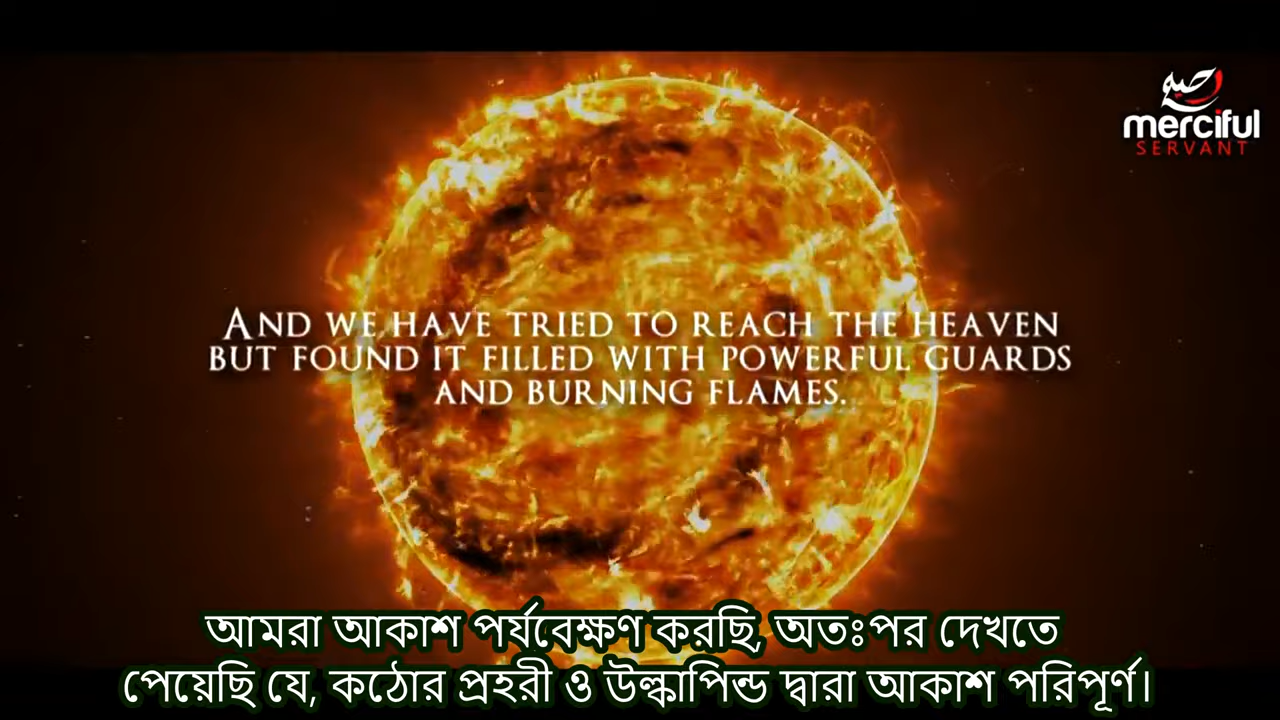 merciful
SERVANT
AND WE HAVE TRIED TO REACH THE HEAVEN
BUT FOUND IT FILLED WITH POWERFUL GUARDS
AND BURNING FLAMES.
আমরা আকাশ পর্যবেক্ষণ করছি, অতঃপর দেখতে
পেয়েছি যে, কঠোর প্রহরী ও উল্কাপিন্ড দ্বারা আকাশ পরিপূর্ণ।